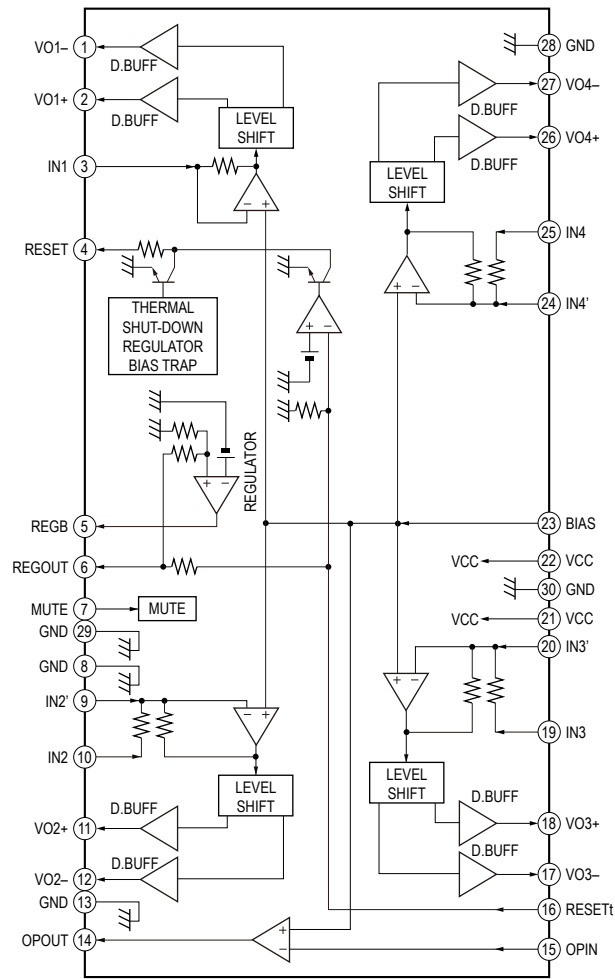 VO1– 1
D.BUFF
VO1+ 2
D.BUFF
LEVEL
SHIFT
IN1 3
– +
RESET 4
THERMAL
SHUT-DOWN
REGULATOR
BIAS TRAP
+ –
REGULATOR
+ –
REGB 5
REGOUT 6
MUTE 7
MUTE
GND 29
GND 8
IN2' 9
– +
IN2 10
LEVEL
SHIFT
D.BUFF
VO2+ 11
D.BUFF
VO2– 12
GND 13
OPOUT 14
+
–
28 GND
27 VO4–
D.BUFF
26 VO4+
D.BUFF
LEVEL
SHIFT
25 IN4
+ –
24 IN4'
23 BIAS
VCC 22 VCC
30 GND
VCC 21 VCC
20 IN3'
+ –
19 IN3
LEVEL
SHIFT
D.BUFF
18 VO3+
D.BUFF
17 VO3–
16 RESETt
15 OPIN